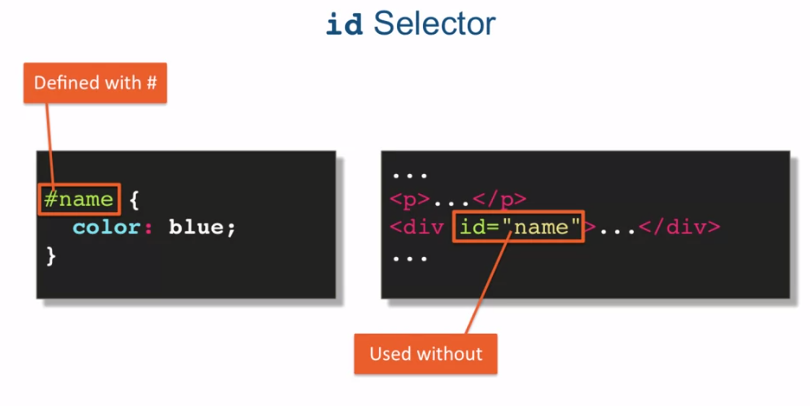 id Selector
Defined with #
#name {
color: blue;
}
...
<p>...</p>
<div id="name">...</div>
...
Used without